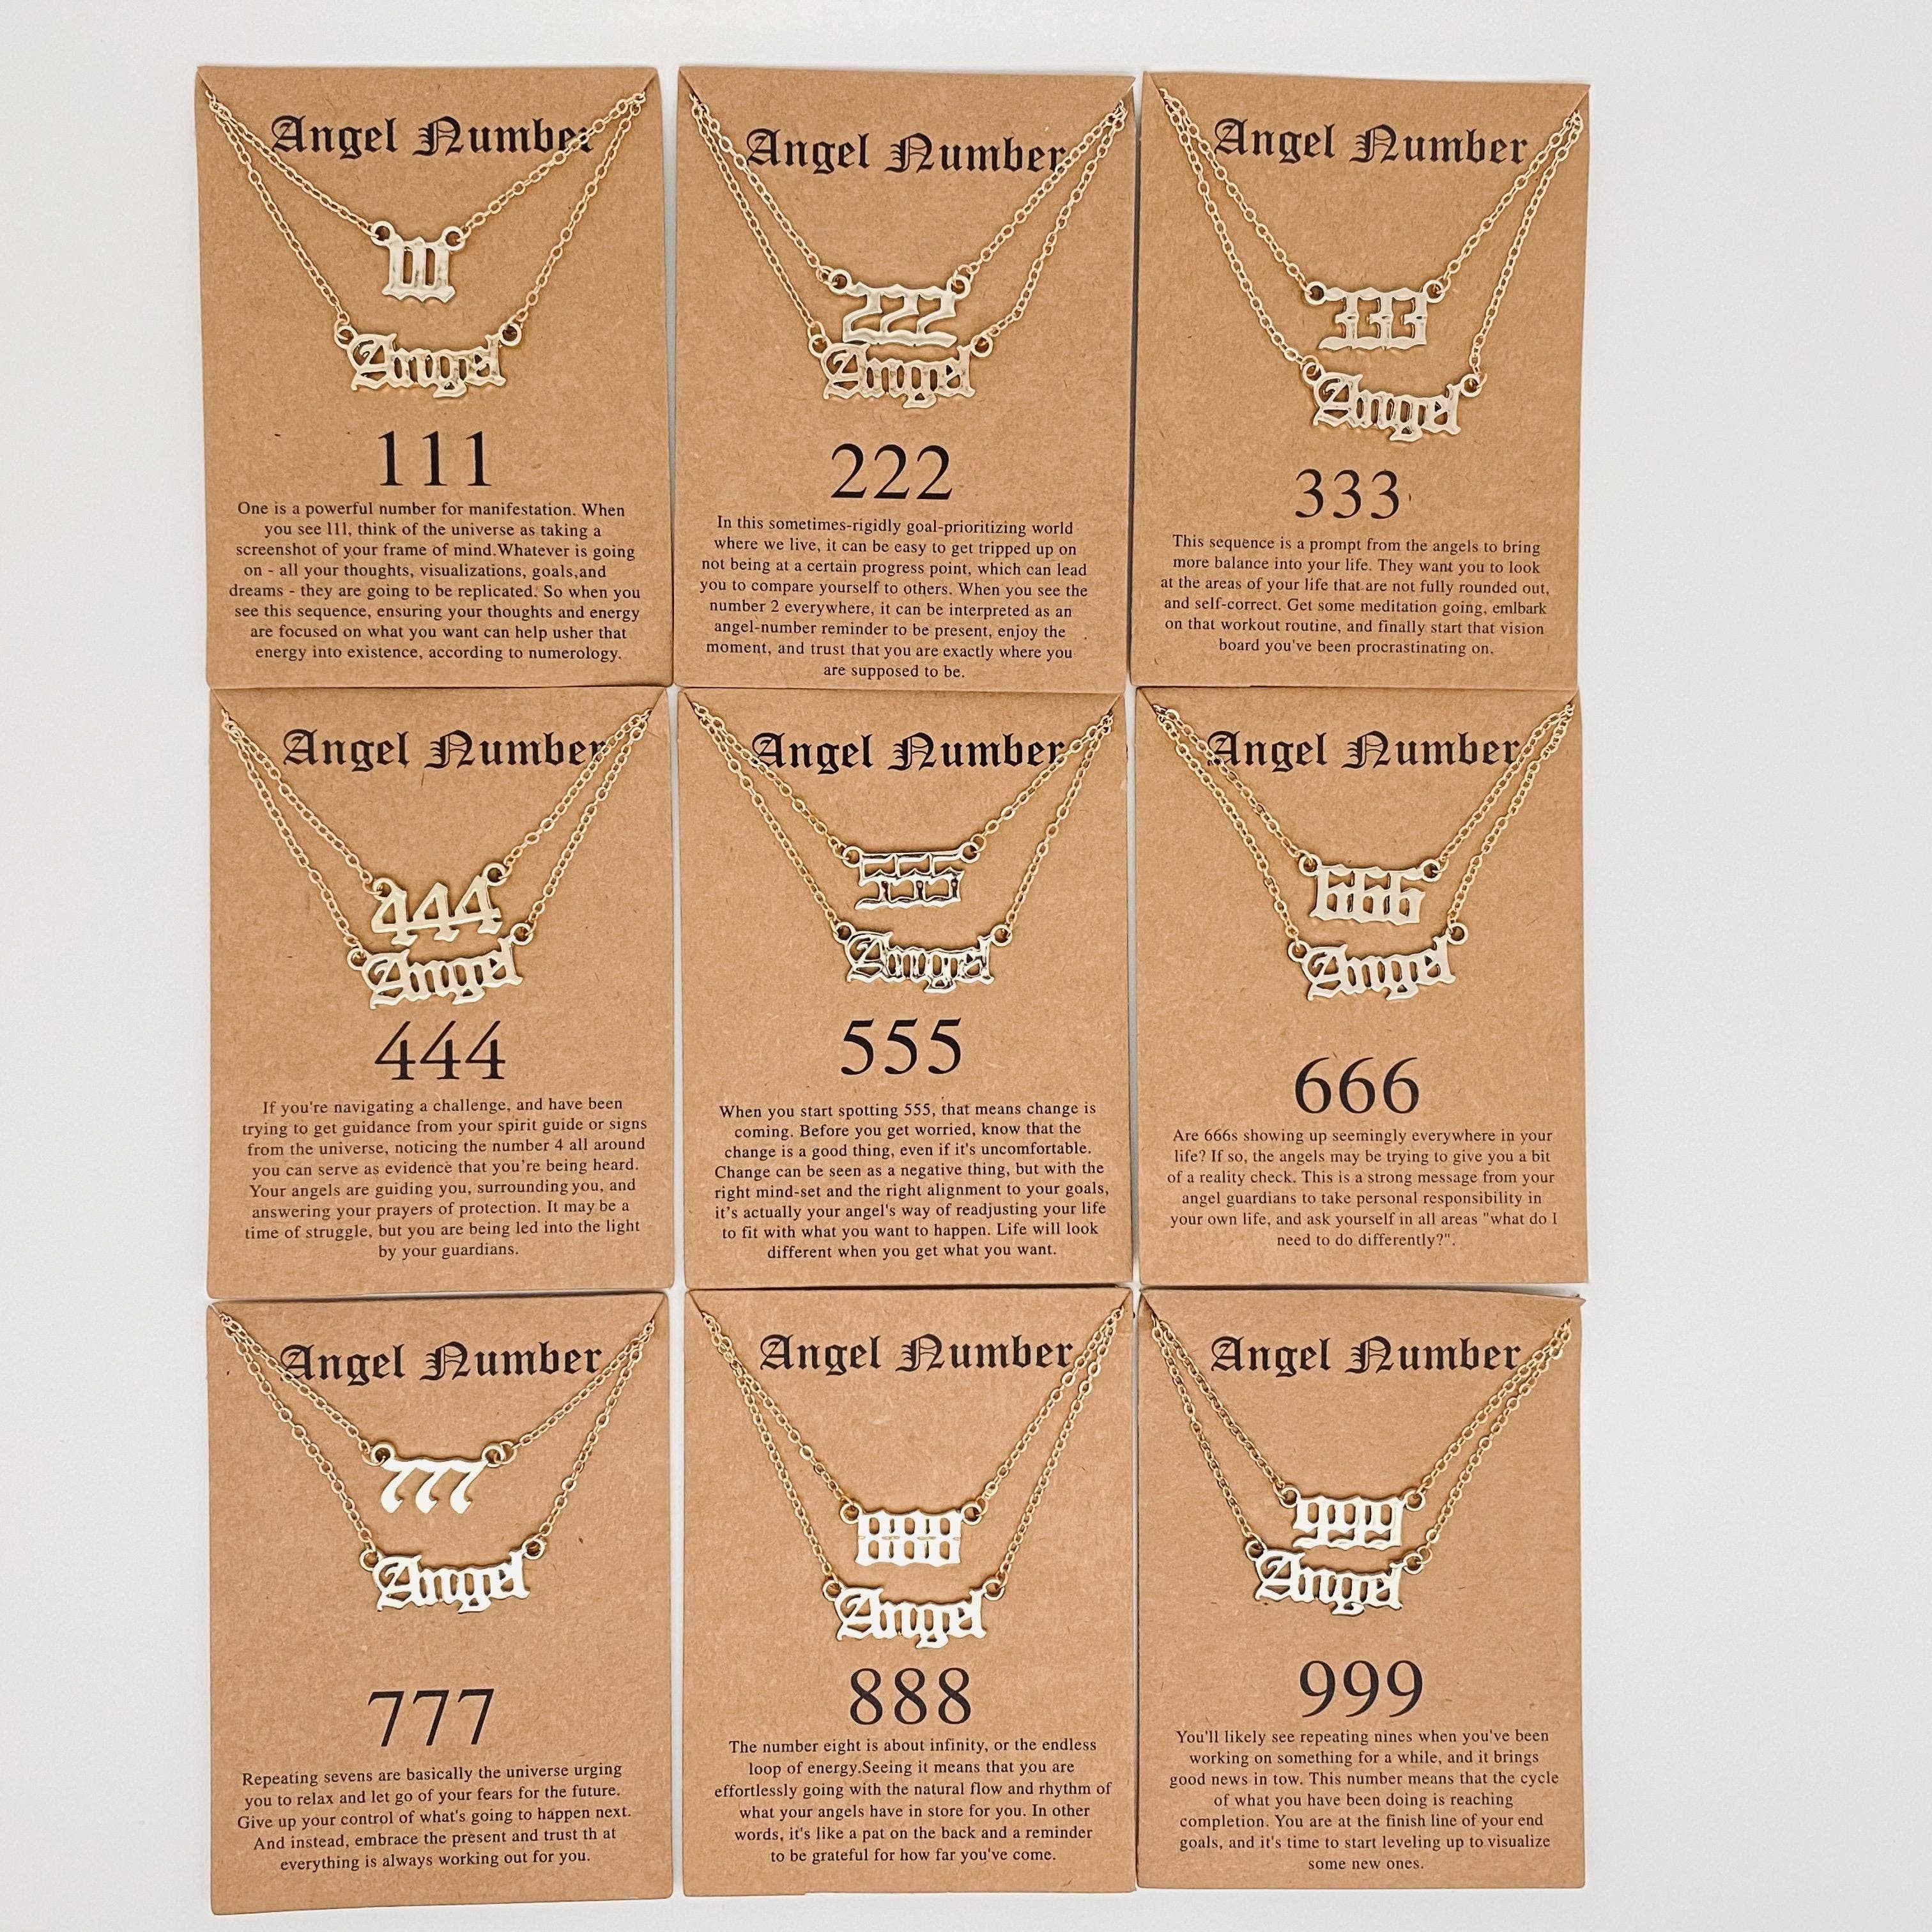 Angel Number
111
Angel
111
One is a powerful number for manifestation. When
you see 111, think of the universe as taking a
screenshot of your frame of mind.Whatever is going
on - all your thoughts, visualizations, goals,and
dreams - they are going to be replicated. So when you
see this sequence, ensuring your thoughts and energy
are focused on what you want can help usher that
energy into existence, according to numerology.
Angel Number
222
Angel
222
In this sometimes-rigidly goal-prioritizing world
where we live, it can be easy to get tripped up on
not being at a certain progress point, which can lead
you to compare yourself to others. When you see the
number 2 everywhere, it can be interpreted as an
angel-number reminder to be present, enjoy the
moment, and trust that you are exactly where you
are supposed to be.
Angel Number
333
Angel
333
This sequence is a prompt from the angels to bring
more balance into your life. They want you to look
at the areas of your life that are not fully rounded out,
and self-correct. Get some meditation going, emlbark
on that workout routine, and finally start that vision
board you've been procrastinating on.
Angel Number
444
Angel
444
If you're navigating a challenge, and have been
trying to get guidance from your spirit guide or signs
from the universe, noticing the number 4 all around
you can serve as evidence that you're being heard.
Your angels are guiding you, surrounding you, and
answering your prayers of protection. It may be a
time of struggle, but you are being led into the light
by your guardians.
Angel Number
555
Angel
555
When you start spotting 555, that means change is
coming. Before you get worried, know that the
change is a good thing, even if it's uncomfortable.
Change can be seen as a negative thing, but with the
right mind-set and the right alignment to your goals,
it's actually your angel's way of readjusting your life
to fit with what you want to happen. Life will look
different when you get what you want.
Angel Number
666
Angel
666
Are 666s showing up seemingly everywhere in your
life? If so, the angels may be trying to give you a bit
of a reality check. This is a strong message from your
angel guardians to take personal responsibility in
your own life, and ask yourself in all areas "what do I
need to do differently?".
Angel Number
777
Angel
777
Repeating sevens are basically the universe urging
you to relax and let go of your fears for the future.
Give up your control of what's going to happen next.
And instead, embrace the present and trust th at
everything is always working out for you.
Angel Number
888
Angel
888
The number eight is about infinity, or the endless
loop of energy.Seeing it means that you are
effortlessly going with the natural flow and rhythm of
what your angels have in store for you. In other
words, it's like a pat on the back and a reminder
to be grateful for how far you've come.
Angel Number
999
Angel
999
You'll likely see repeating nines when you've been
working on something for a while, and it brings
good news in tow. This number means that the cycle
of what you have been doing is reaching
completion. You are at the finish line of your end
goals, and it's time to start leveling up to visualize
some new ones.